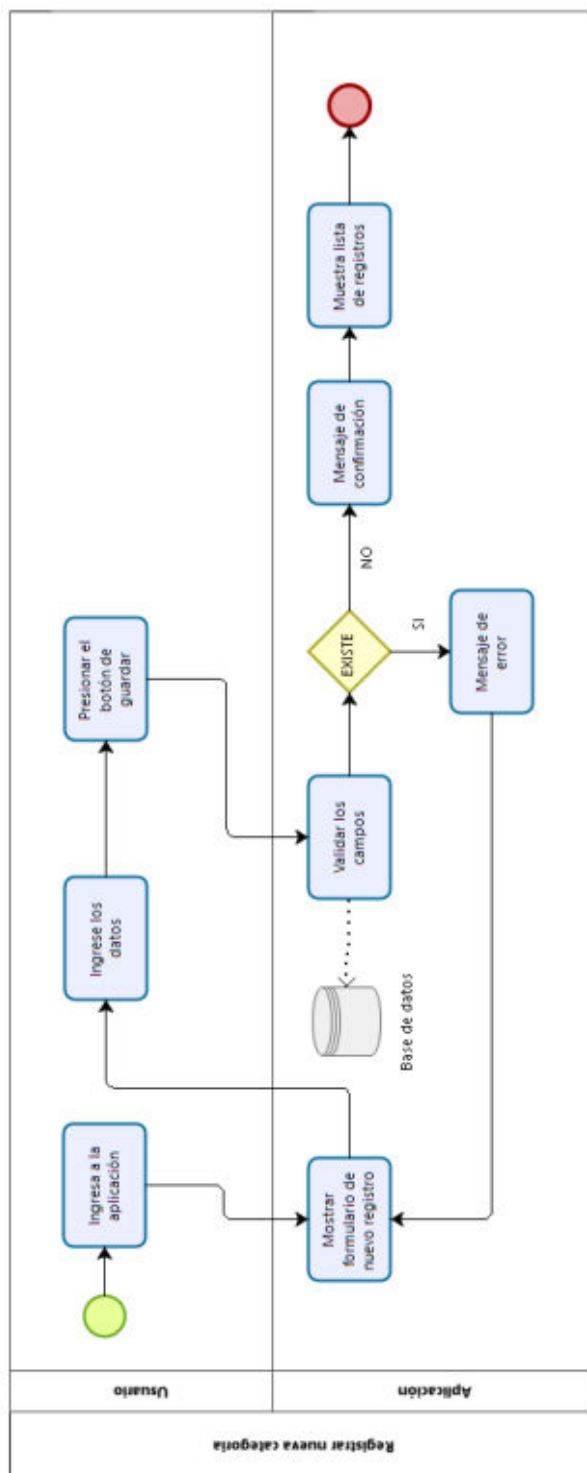 Registrar nueva categoria
Usuario
Ingresa a la
aplicación
Ingrese los
datos
Presionar el
botón de
guardar
Aplicación
Mostrar
formulario de
nuevo registro
Base de datos
Validar los
campos
EXISTE
NO
SI
Mensaje de
confirmación
Muestra lista
de registros
Mensaje de
error